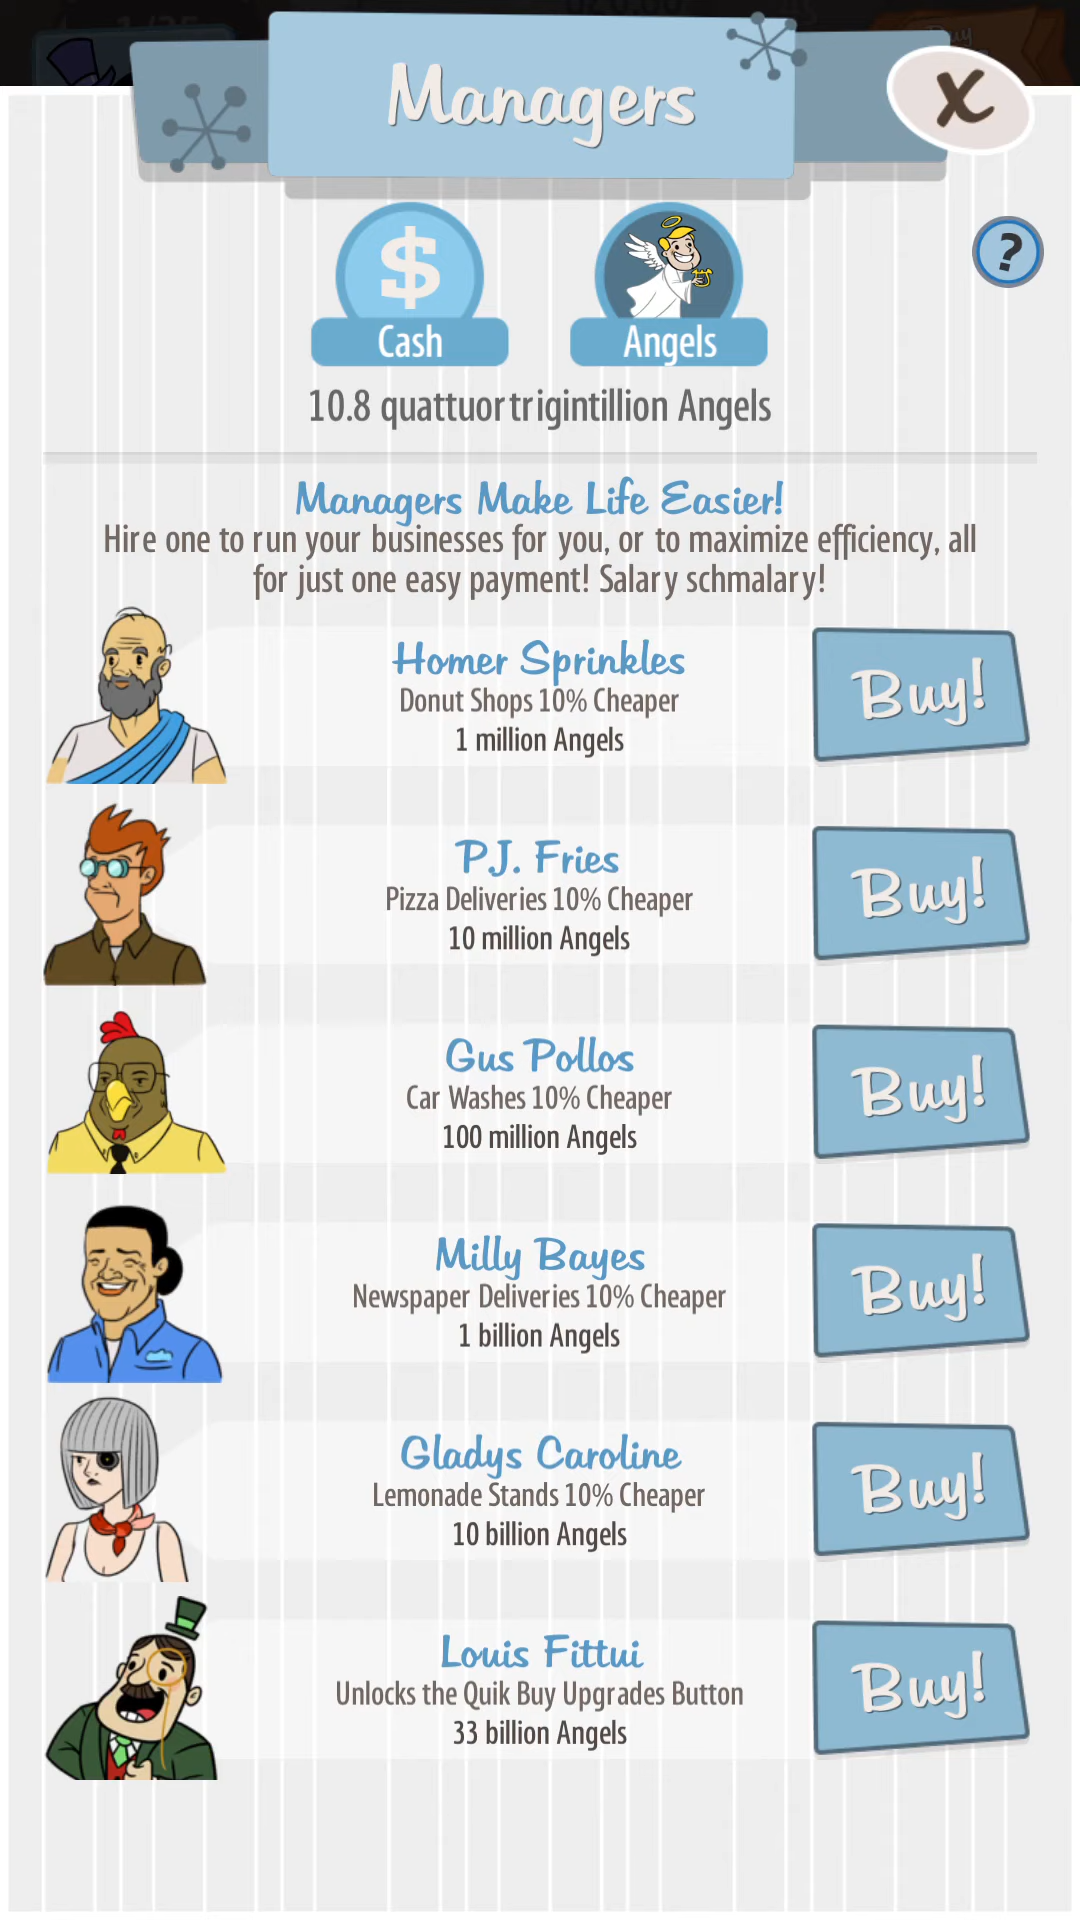 Managers
X
?
$
Cash
Angels
10.8 quattuortrigintillion Angels
Managers Make Life Easier!
Hire one to run your businesses for you, or to maximize efficiency, all
for just one easy payment! Salary schmalary!
Homer Sprinkles
Donut Shops 10% Cheaper
1 million Angels
Buy!
P.J. Fries
Pizza Deliveries 10% Cheaper
10 million Angels
Buy!
Gus Pollos
Car Washes 10% Cheaper
100 million Angels
Buy!
Milly Bayes
Newspaper Deliveries 10% Cheaper
1 billion Angels
Buy!
Gladys Caroline
Lemonade Stands 10% Cheaper
10 billion Angels
Buy!
Louis Fittui
Unlocks the Quik Buy Upgrades Button
33 billion Angels
Buy!